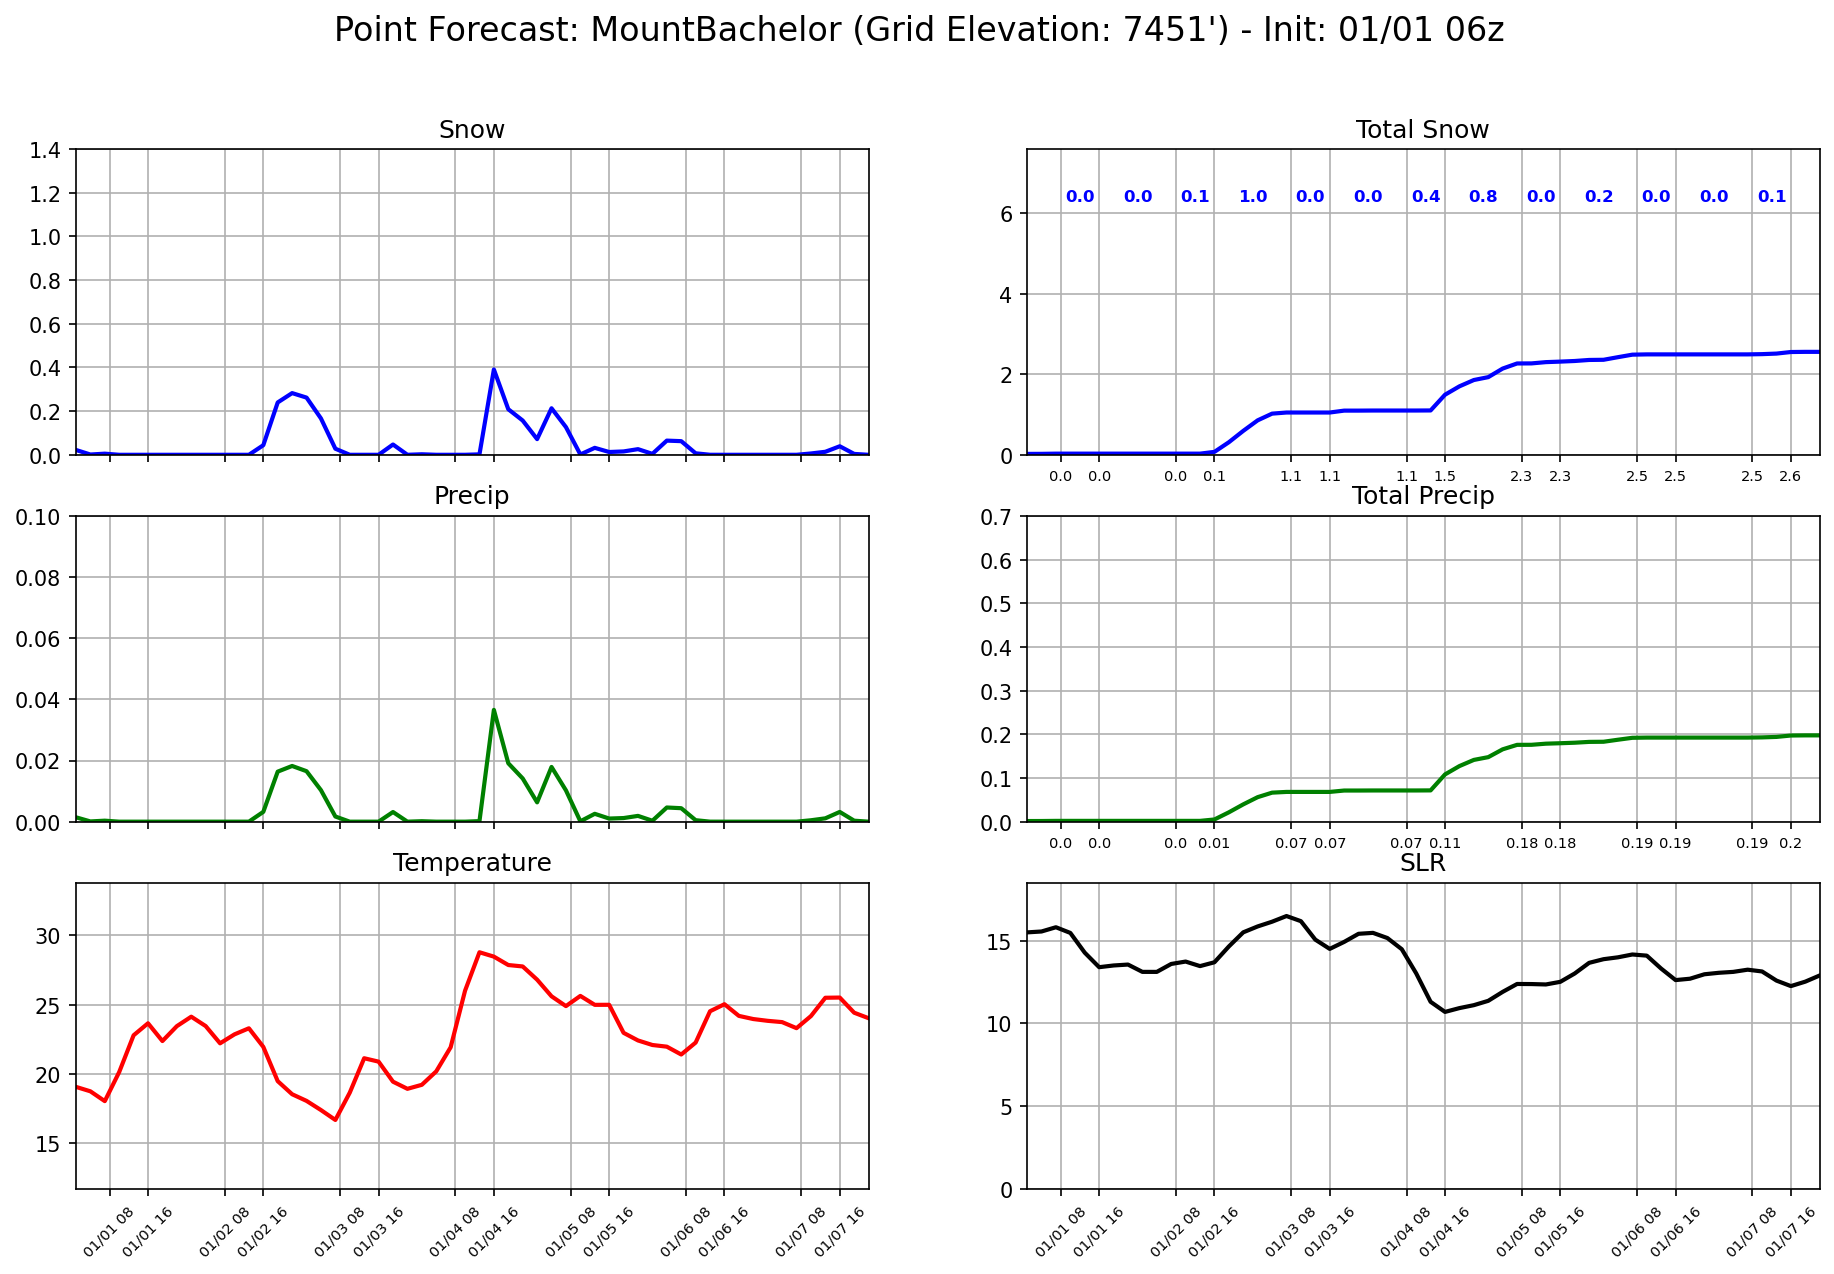 Point Forecast: MountBachelor (Grid Elevation: 7451') - Init: 01/01 06z
Snow
1.4
1.2
1.0
0.8
0.6
0.4
0.2
0.0
Total Snow
0.0 0.0 0.1 1.0 0.0 0.0 0.4 0.8 0.0 0.2 0.0 0.0 0.1
6
4
2
0
0.0 0.0 0.0 0.1 1.1 1.1 1.1 1.5 2.3 2.3 2.5 2.5 2.5 2.6
Precip
0.10
0.08
0.06
0.04
0.02
0.00
Total Precip
0.7
0.6
0.5
0.4
0.3
0.2
0.1
0.0
0.0 0.0 0.0 0.01 0.07 0.07 0.07 0.11 0.18 0.18 0.19 0.19 0.19 0.2
Temperature
30
25
20
15
01/01 08 01/01 16 01/02 08 01/02 16 01/03 08 01/03 16 01/04 08 01/04 16 01/05 08 01/05 16 01/06 08 01/06 16 01/07 08 01/07 16
SLR
15
10
5
0
01/01 08 01/01 16 01/02 08 01/02 16 01/03 08 01/03 16 01/04 08 01/04 16 01/05 08 01/05 16 01/06 08 01/06 16 01/07 08 01/07 16